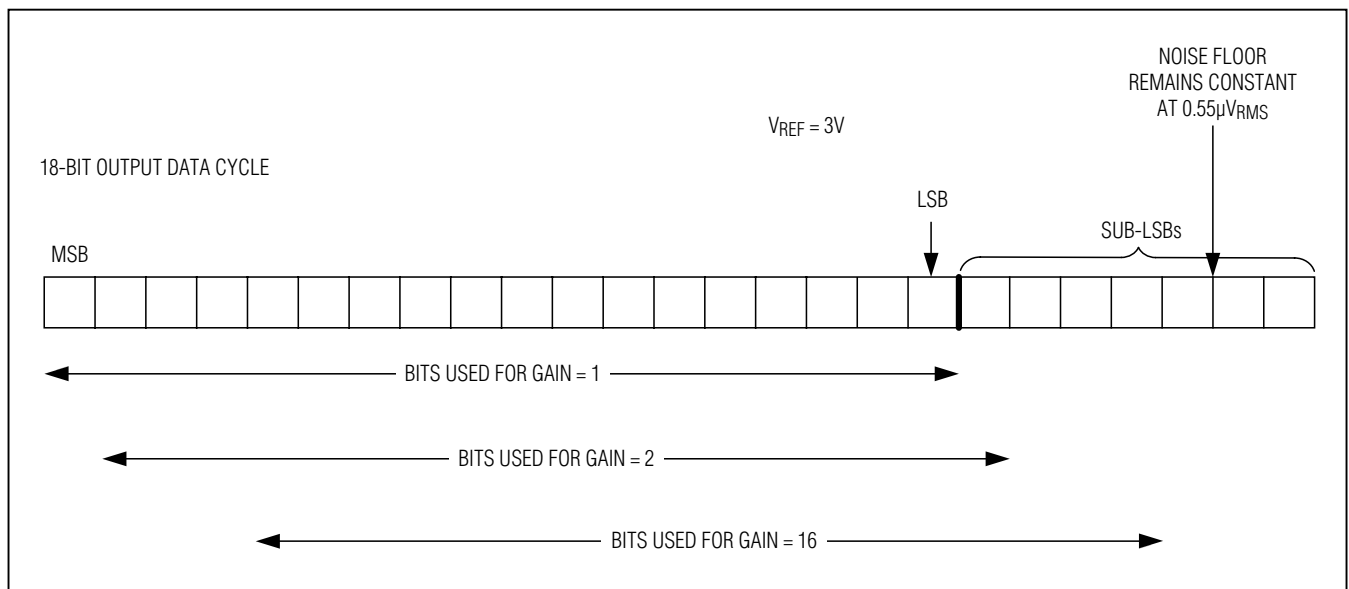 NOISE FLOOR
REMAINS CONSTANT
AT 0.55µVRMS
VREF = 3V
18-BIT OUTPUT DATA CYCLE
LSB
SUB-LSBs
MSB
BITS USED FOR GAIN = 1
BITS USED FOR GAIN = 2
BITS USED FOR GAIN = 16